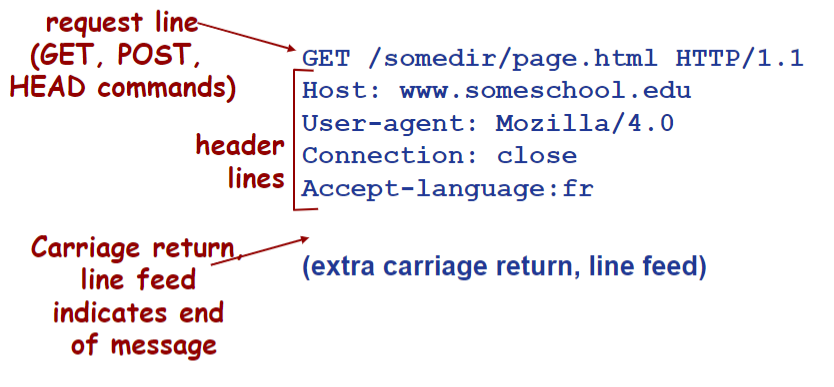 request line
(GET, POST,
HEAD commands)
GET /somedir/page.html HTTP/1.1
Host: www.someschool.edu
User-agent: Mozilla/4.0
Connection: close
Accept-language:fr
header
lines
Carriage return,
line feed
indicates end
of message
(extra carriage return, line feed)